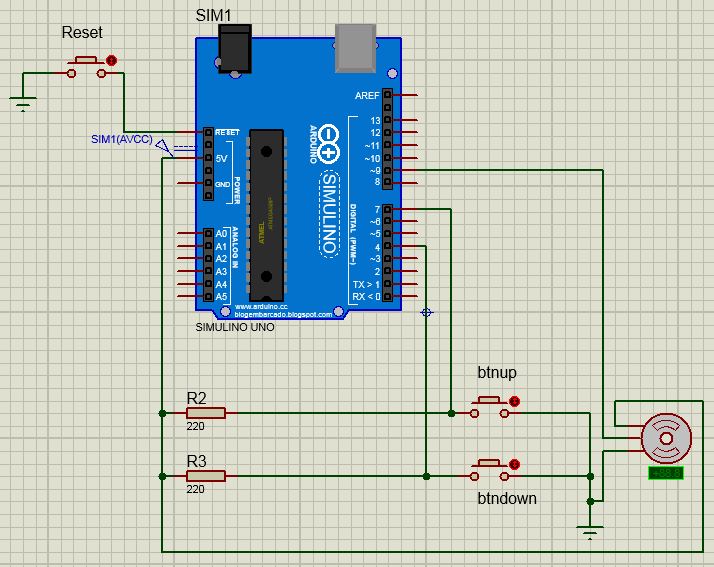 SIM1
Reset
AREF
13
12
~11
~10
~9
8
RESET
5V
GND
POWER
SIM1(AVCC)
ARDUINO
SIMULINO
ATMEL
DIGITAL (PWM~)
7
~6
~5
4
~3
2
TX > 1
RX < 0
ANALOG IN
A0
A1
A2
A3
A4
A5
www.arduino.cc
blogembarcado.blogspot.com
SIMULINO UNO
btnup
R2
220
R3
220
btndown